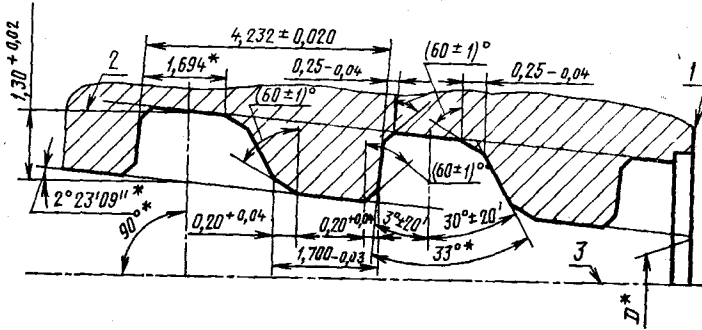 4,232 ± 0,020
(60 ± 1)°
2
1,694*
0,25-0,04
0,25-0,04
1
1,30 + 0,02
(60 ± 1)°
(60 ± 1)°
2° 23' 09" *
90°*
0,20 +0,04
0,20 +0,04
3° ± 20'
30° ± 20'
1,700 -0,03
33° *
3
D*